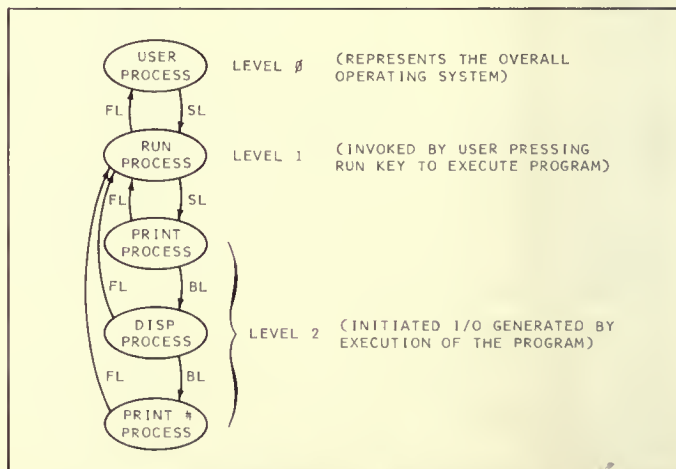 USER
PROCESS
LEVEL Ø
(REPRESENTS THE OVERALL
OPERATING SYSTEM)
FL
SL
RUN
PROCESS
LEVEL 1
(INVOKED BY USER PRESSING
RUN KEY TO EXECUTE PROGRAM)
FL
SL
PRINT
PROCESS
FL
BL
DISP
PROCESS
LEVEL 2
(INITIATED I/O GENERATED BY
EXECUTION OF THE PROGRAM)
FL
BL
PRINT #
PROCESS